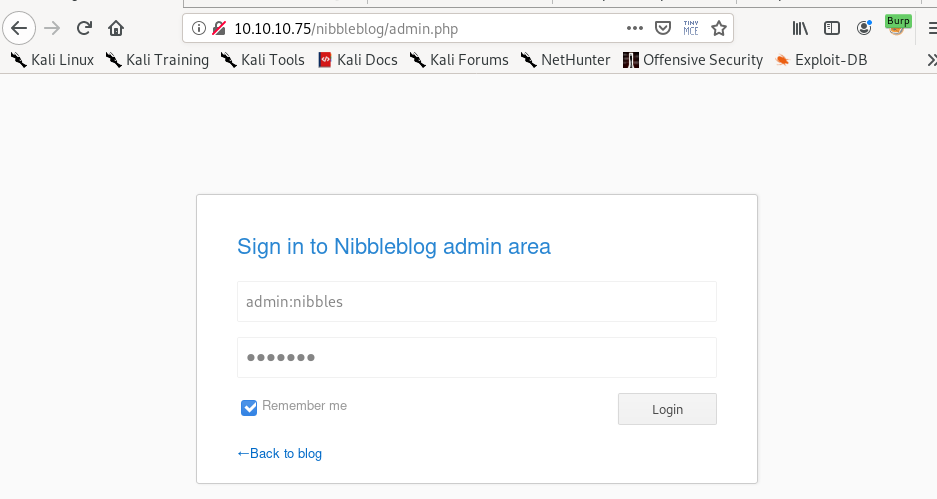 10.10.10.75/nibbleblog/admin.php
TINY
MCE
Burp
Kali Linux Kali Training Kali Tools Kali Docs Kali Forums NetHunter Offensive Security Exploit-DB
Sign in to Nibbleblog admin area
admin:nibbles
●●●●●●●
Remember me
Login
←Back to blog